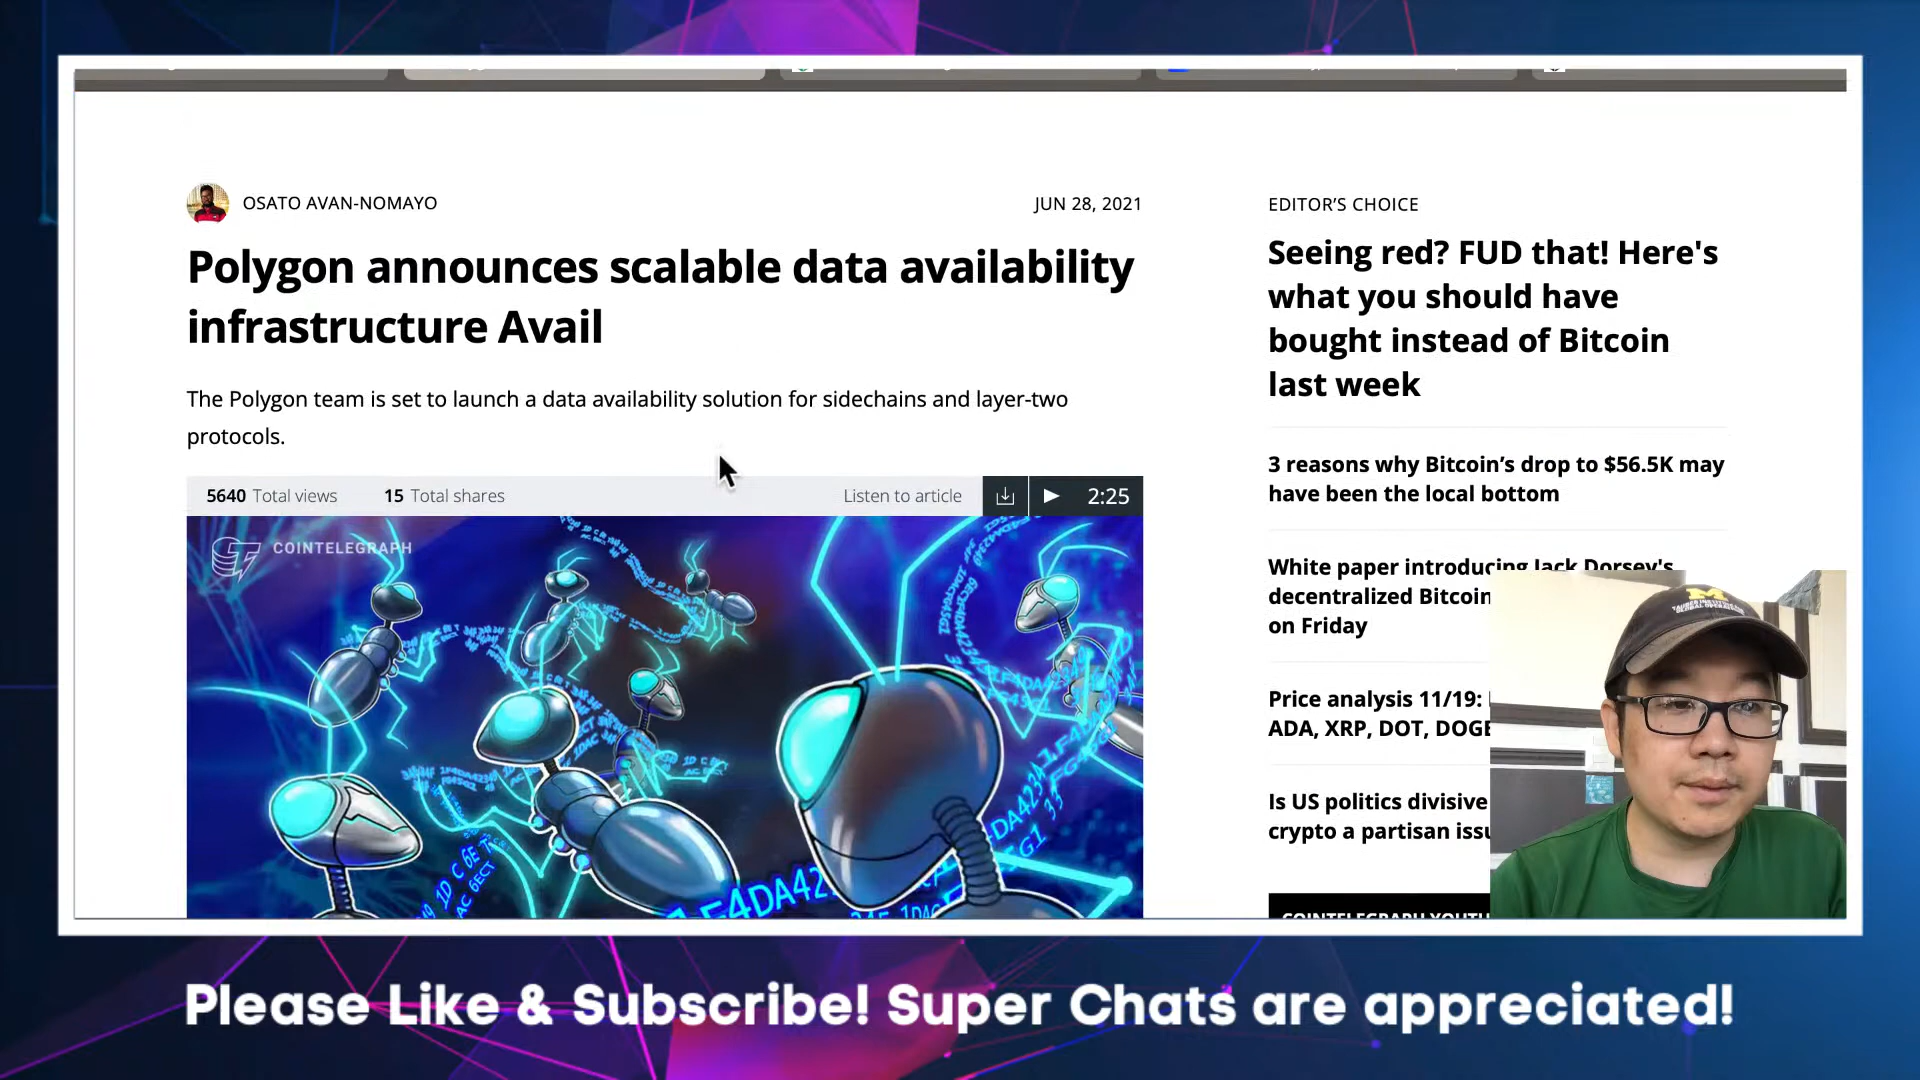 OSATO AVAN-NOMAYO
JUN 28, 2021
Polygon announces scalable data availability
infrastructure Avail
The Polygon team is set to launch a data availability solution for sidechains and layer-two
protocols.
5640 Total views
15 Total shares
Listen to article
2:25
COINTELEGRAPH
EDITOR'S CHOICE
Seeing red? FUD that! Here's
what you should have
bought instead of Bitcoin
last week
3 reasons why Bitcoin’s drop to $56.5K may
have been the local bottom
White paper introducing Jack Dorsey's
decentralized Bitcoin
on Friday
Price analysis 11/19:
ADA, XRP, DOT, DOGE
Is US politics divisive
crypto a partisan
M
Please Like & Subscribe! Super Chats are appreciated!